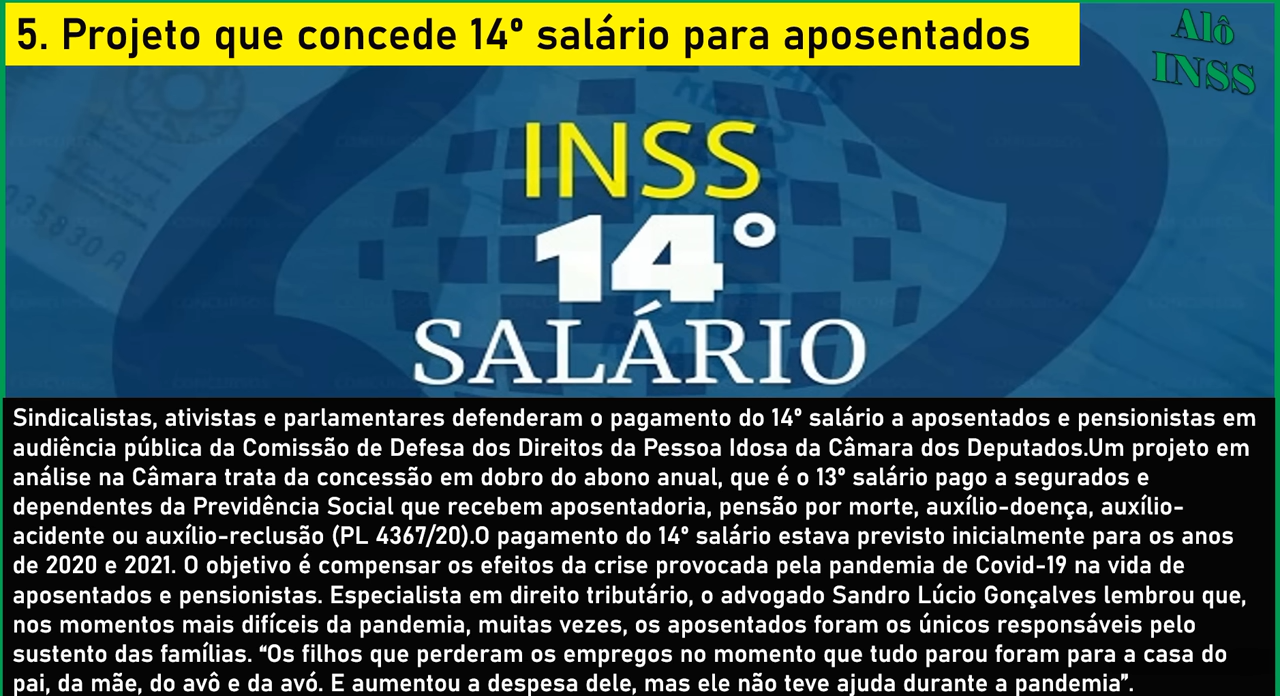 5. Projeto que concede 14º salário para aposentados
Alô
INSS
INSS
14º
SALÁRIO
Sindicalistas, ativistas e parlamentares defenderam o pagamento do 14º salário a aposentados e pensionistas em
audiência pública da Comissão de Defesa dos Direitos da Pessoa Idosa da Câmara dos Deputados.Um projeto em
análise na Câmara trata da concessão em dobro do abono anual, que é o 13º salário pago a segurados e
dependentes da Previdência Social que recebem aposentadoria, pensão por morte, auxílio-doença, auxílio-
acidente ou auxílio-reclusão (PL 4367/20).O pagamento do 14º salário estava previsto inicialmente para os anos
de 2020 e 2021. O objetivo é compensar os efeitos da crise provocada pela pandemia de Covid-19 na vida de
aposentados e pensionistas. Especialista em direito tributário, o advogado Sandro Lúcio Gonçalves lembrou que,
nos momentos mais difíceis da pandemia, muitas vezes, os aposentados foram os únicos responsáveis pelo
sustento das famílias. “Os filhos que perderam os empregos no momento que tudo parou foram para a casa do
pai, da mãe, do avô e da avó. E aumentou a despesa dele, mas ele não teve ajuda durante a pandemia”.